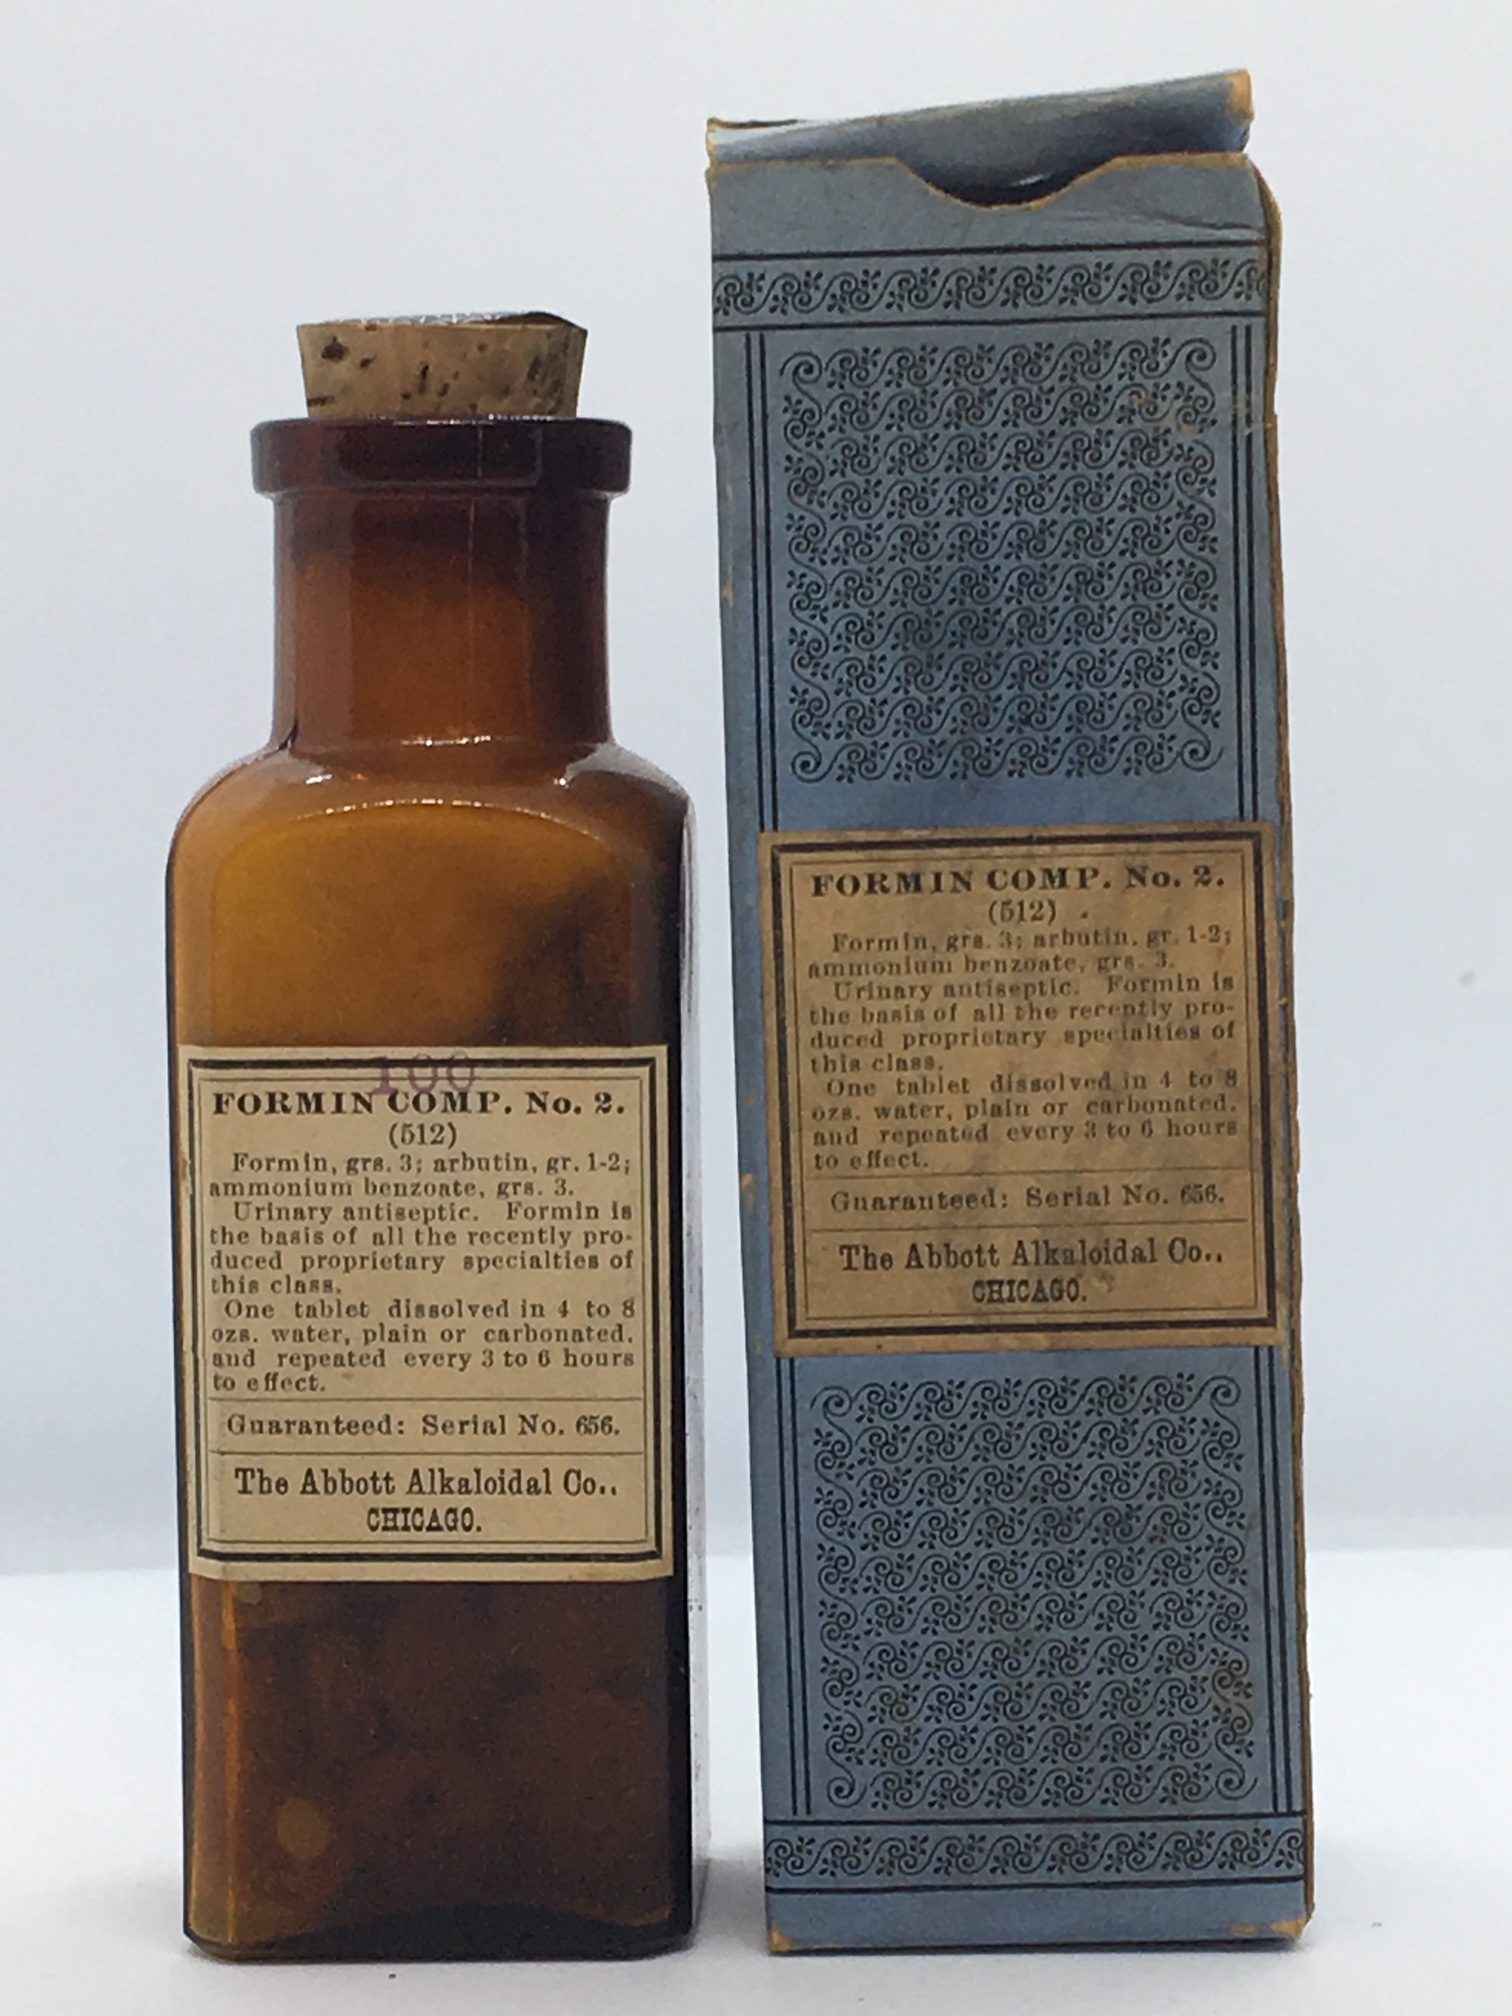 100
FORMIN COMP. No. 2.
(512)
Formin, grs. 3; arbutin, gr. 1-2;
ammonium benzoate, grs. 3.
Urinary antiseptic. Formin is
the basis of all the recently pro-
duced proprietary specialties of
this class.
One tablet dissolved in 4 to 8
ozs. water, plain or carbonated,
and repeated every 3 to 6 hours
to effect.
Guaranteed: Serial No. 656.
The Abbott Alkaloidal Co.,
CHICAGO.
FORMIN COMP. No. 2.
(512)
Formin, grs. 3; arbutin, gr. 1-2;
ammonium benzoate, grs. 3.
Urinary antiseptic. Formin is
the basis of all the recently pro-
duced proprietary specialties of
this class.
One tablet dissolved in 4 to 8
ozs. water, plain or carbonated,
and repeated every 3 to 6 hours
to effect.
Guaranteed: Serial No. 656.
The Abbott Alkaloidal Co.,
CHICAGO.